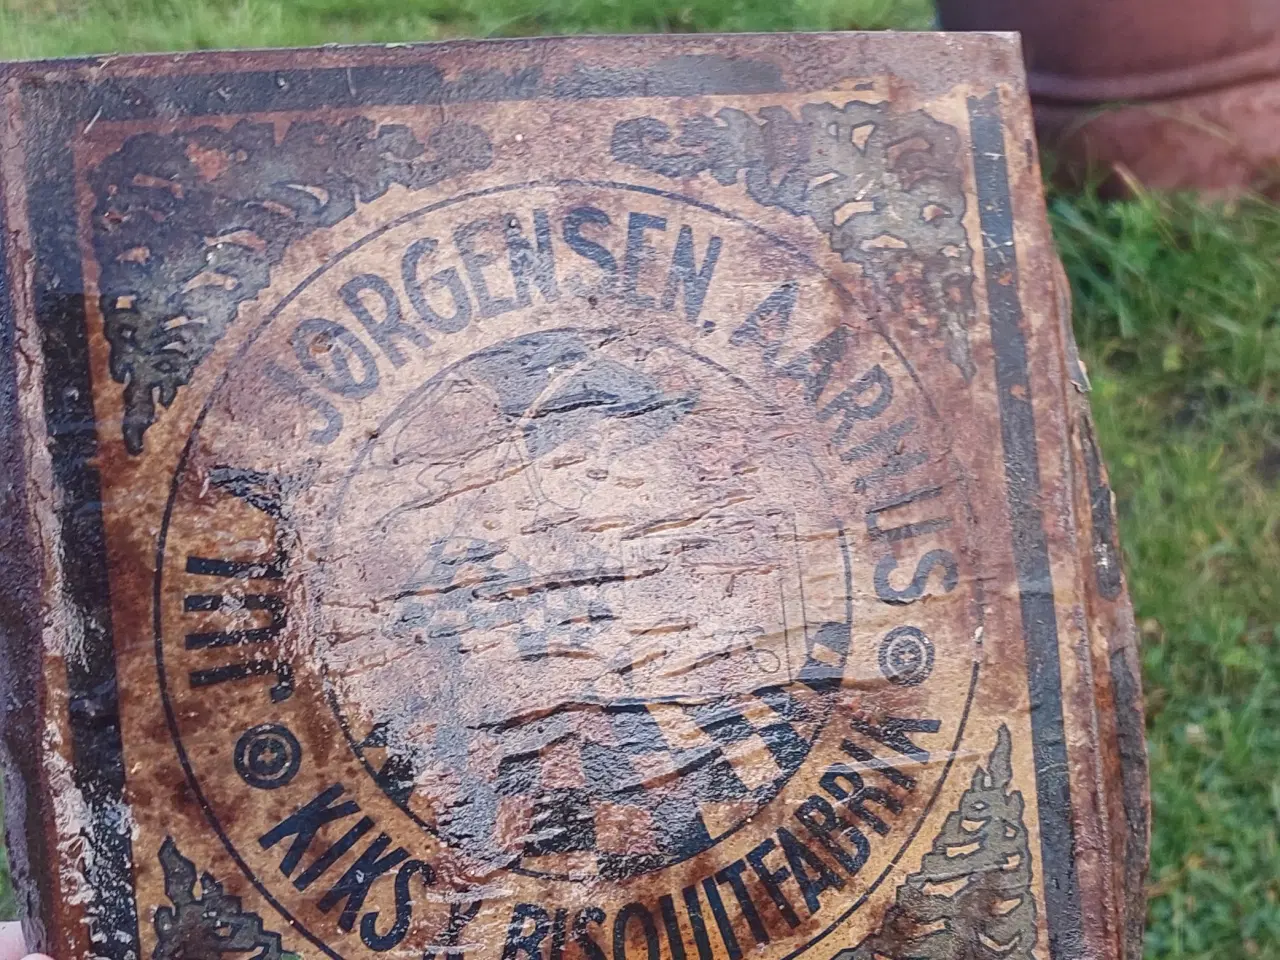 JØRGENSEN, AARHUS
KIKS & BISQUITFABRIK